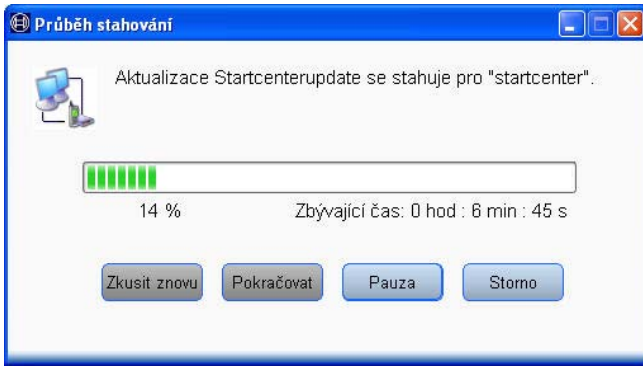 Průběh stahování
Aktualizace Startcenterupdate se stahuje pro "startcenter".
14 %
Zbývající čas: 0 hod : 6 min : 45 s
Zkusit znovu
Pokračovat
Pauza
Storno